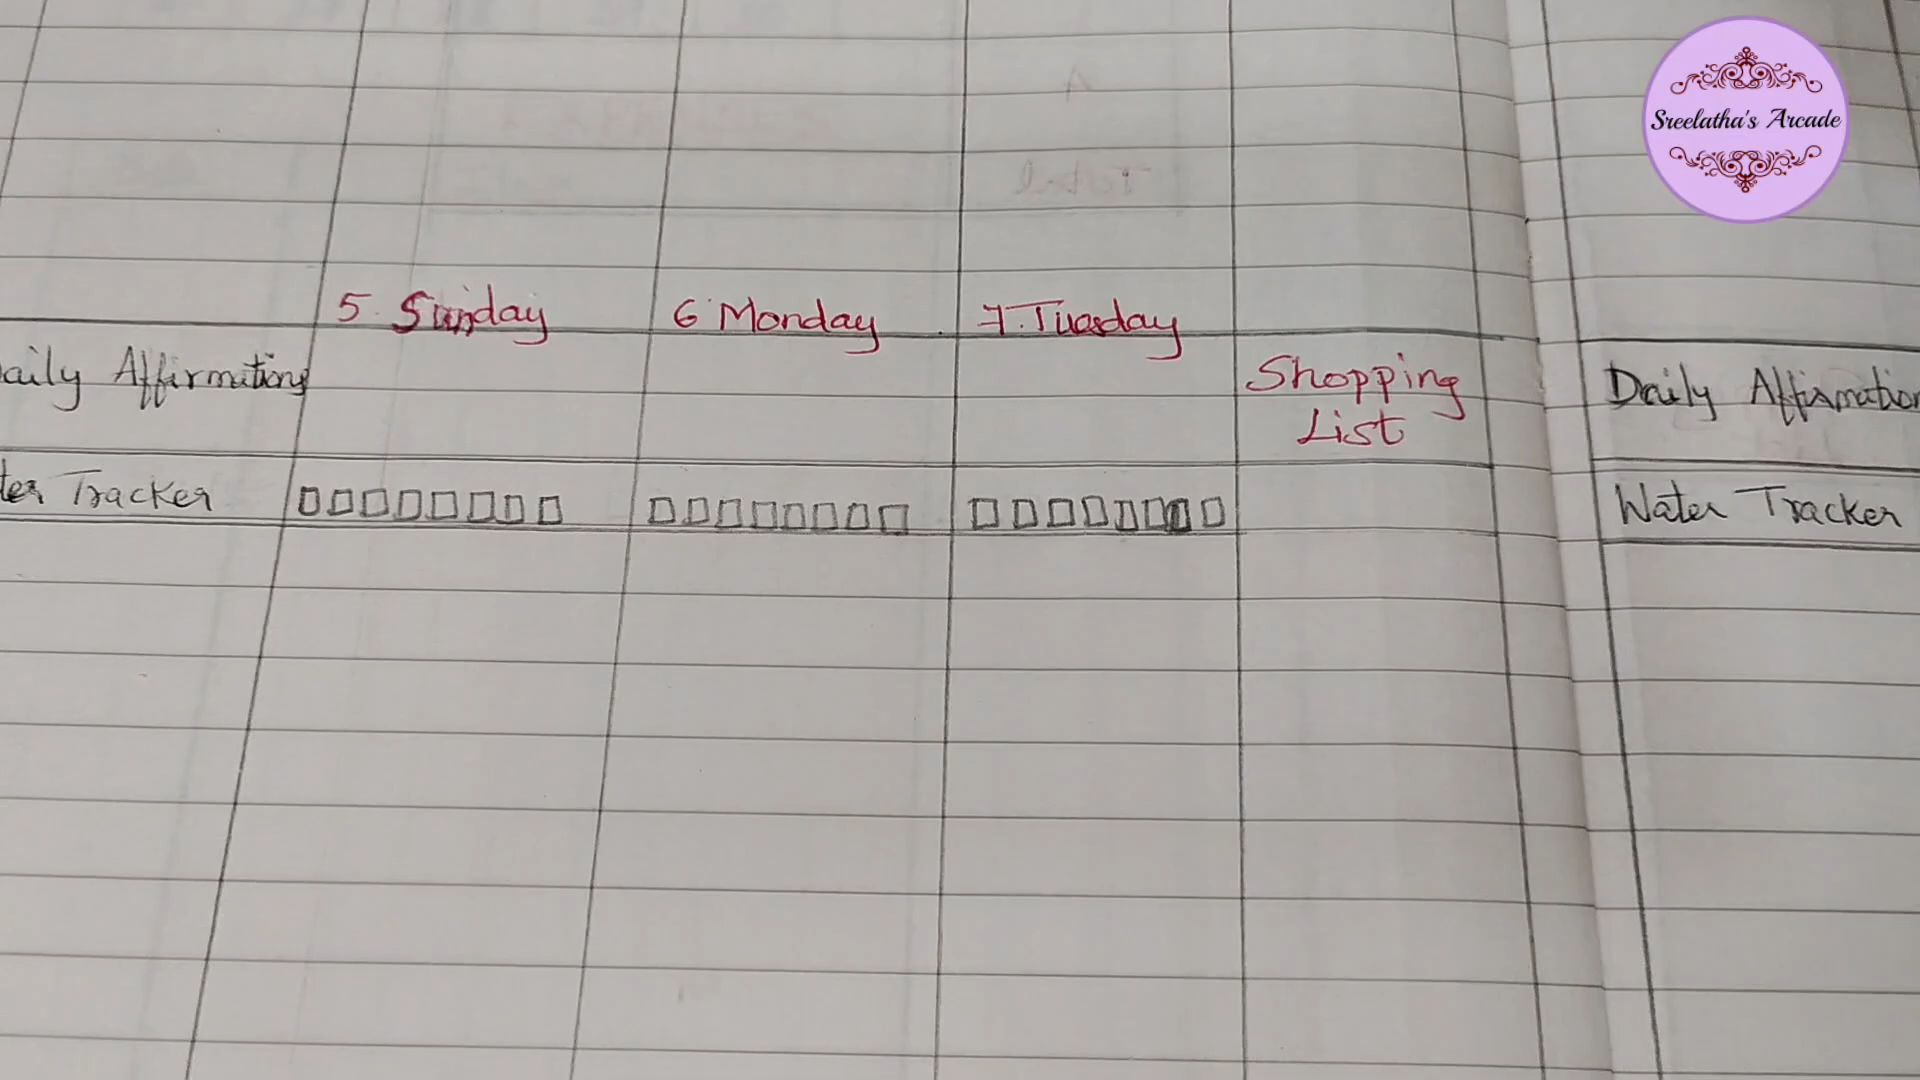 Sreelatha's Arcade
5. Sunday 6 Monday 7. Tuesday
aily Affirmations
Shopping
List
Daily Affirmation
ter Tracker
Water Tracker